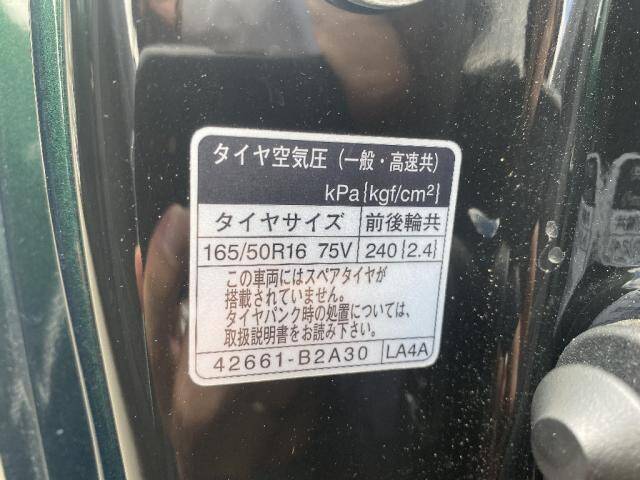 タイヤ空気圧（一般・高速共）
kPa{kgf/cm²}
タイヤサイズ 前後輪共
165/50R16 75V 240{2.4}
この車両にはスペアタイヤが
搭載されていません。
タイヤパンク時の処置については、
取扱説明書をお読み下さい。
42661-B2A30 LA4A